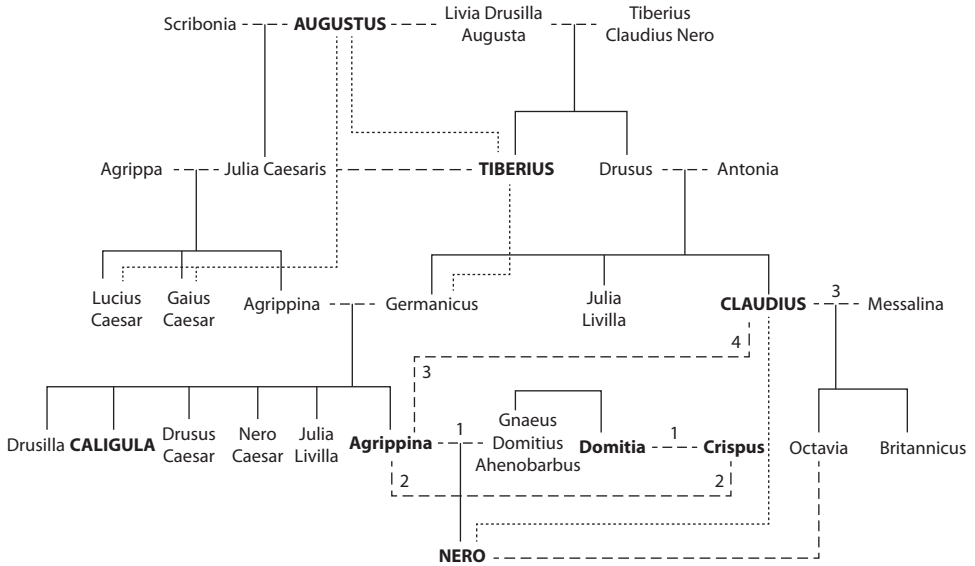 Scribonia AUGUSTUS Livia Drusilla Tiberius
Augusta Claudius Nero
Agrippa Julia Caesaris TIBERIUS Drusus Antonia
Lucius Gaius Agrippina Germanicus Julia CLAUDIUS 3 Messalina
Caesar Caesar Livilla
4
3
Drusilla CALIGULA Drusus Nero Julia Agrippina 1 Gnaeus Domitia 1 Crispus Octavia Britannicus
Caesar Caesar Livilla Domitius
Ahenobarbus
2 2
NERO